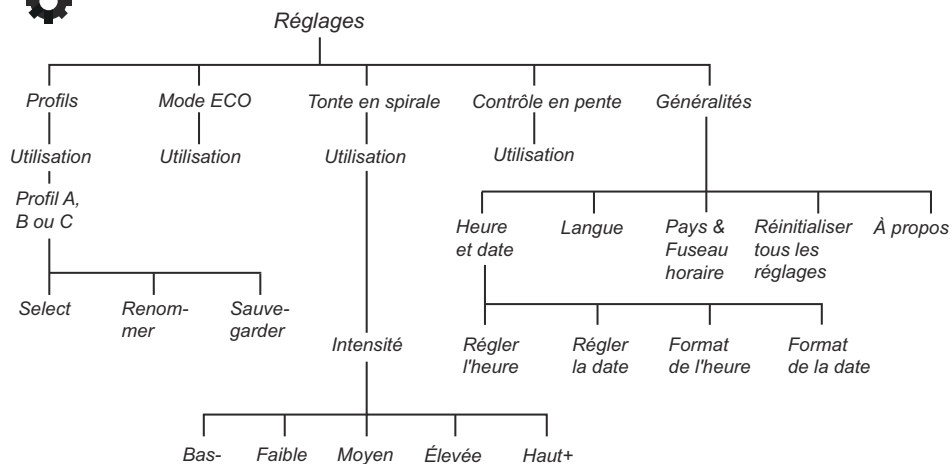 Réglages
Profils
Mode ECO
Tonte en spirale
Contrôle en pente
Généralités
Utilisation
Utilisation
Utilisation
Utilisation
Profil A,
B ou C
Heure
et date
Langue
Pays &
Fuseau
horaire
Réinitialiser
tous les
réglages
À propos
Select
Renom-
mer
Sauve-
garder
Intensité
Régler
l'heure
Régler
la date
Format
de l'heure
Format
de la date
Bas-
Faible
Moyen
Élevée
Haut+